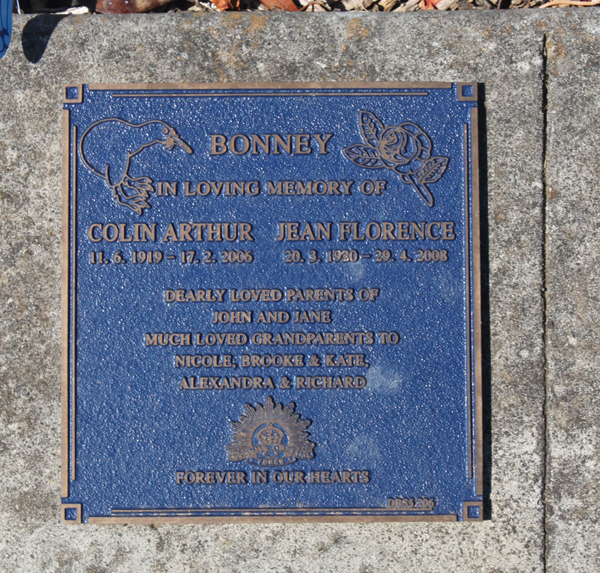 BONNEY
IN LOVING MEMORY OF
COLIN ARTHUR JEAN FLORENCE
11. 6. 1919 – 17. 2. 2006 20. 3. 1920 – 29. 4. 2008
DEARLY LOVED PARENTS OF
JOHN AND JANE
MUCH LOVED GRANDPARENTS TO
NICOLE, BROOKE & KATE,
ALEXANDRA & RICHARD
FOREVER IN OUR HEARTS